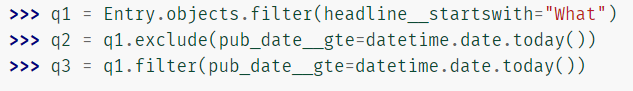 >>> q1 = Entry.objects.filter(headline__startswith="What")
>>> q2 = q1.exclude(pub_date__gte=datetime.date.today())
>>> q3 = q1.filter(pub_date__gte=datetime.date.today())